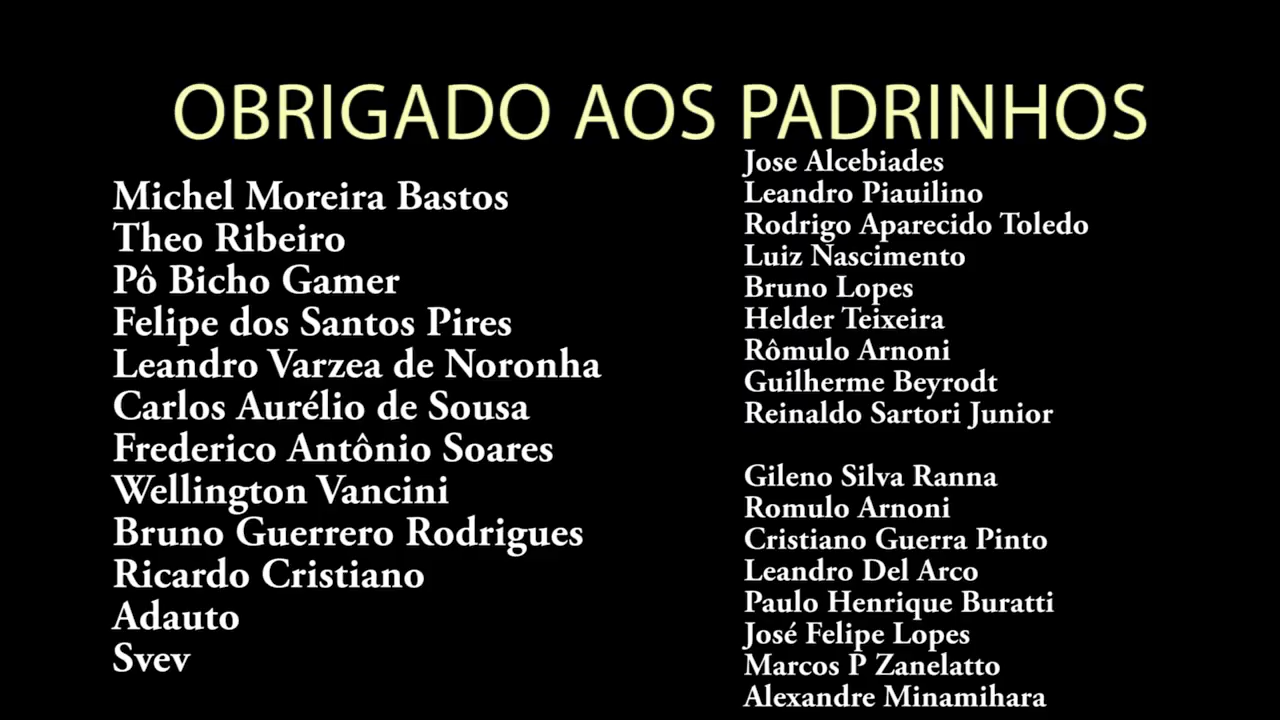 OBRIGADO AOS PADRINHOS
Michel Moreira Bastos
Theo Ribeiro
Pô Bicho Gamer
Felipe dos Santos Pires
Leandro Varzea de Noronha
Carlos Aurélio de Sousa
Frederico Antônio Soares
Wellington Vancini
Bruno Guerrero Rodrigues
Ricardo Cristiano
Adauto
Svev
Jose Alcebiades
Leandro Piauilino
Rodrigo Aparecido Toledo
Luiz Nascimento
Bruno Lopes
Helder Teixeira
Rômulo Arnoni
Guilherme Beyrodt
Reinaldo Sartori Junior
Gileno Silva Ranna
Romulo Arnoni
Cristiano Guerra Pinto
Leandro Del Arco
Paulo Henrique Buratti
José Felipe Lopes
Marcos P Zanelatto
Alexandre Minamihara